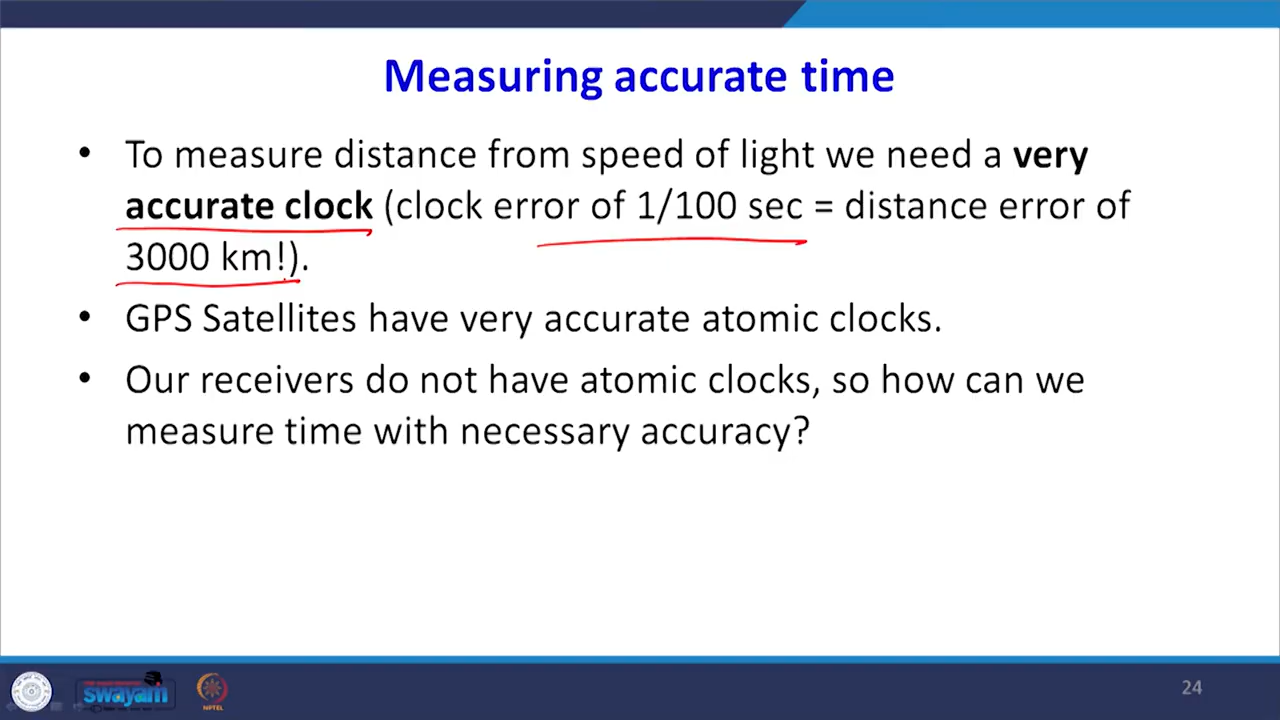 Measuring accurate time
• To measure distance from speed of light we need a very
accurate clock (clock error of 1/100 sec = distance error of
3000 km!).
• GPS Satellites have very accurate atomic clocks.
• Our receivers do not have atomic clocks, so how can we
measure time with necessary accuracy?
swayam
NPTEL
24